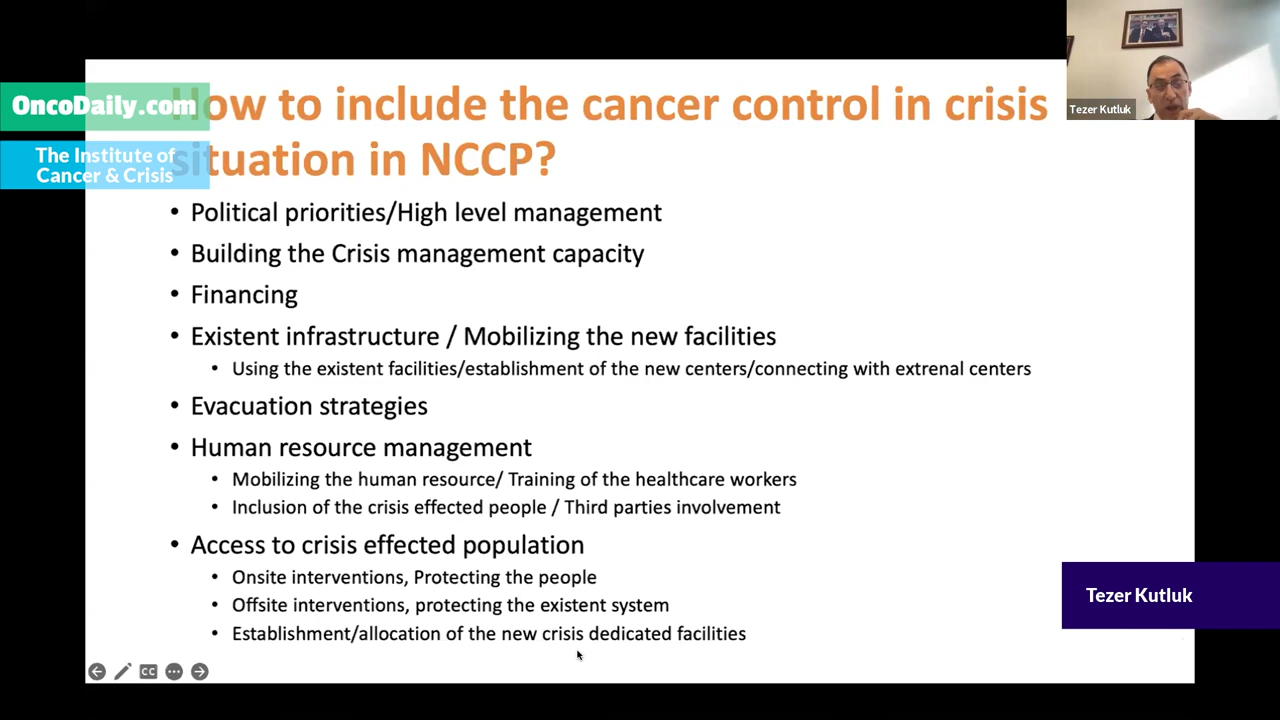 OncoDaily.com
The Institute of
Cancer & Crisis
How to include the cancer control in crisis
situation in NCCP?
• Political priorities/High level management
• Building the Crisis management capacity
• Financing
• Existent infrastructure / Mobilizing the new facilities
• Using the existent facilities/establishment of the new centers/connecting with extrenal centers
• Evacuation strategies
• Human resource management
• Mobilizing the human resource/ Training of the healthcare workers
• Inclusion of the crisis effected people / Third parties involvement
• Access to crisis effected population
• Onsite interventions, Protecting the people
• Offsite interventions, protecting the existent system
• Establishment/allocation of the new crisis dedicated facilities
Tezer Kutluk
Tezer Kutluk
CC